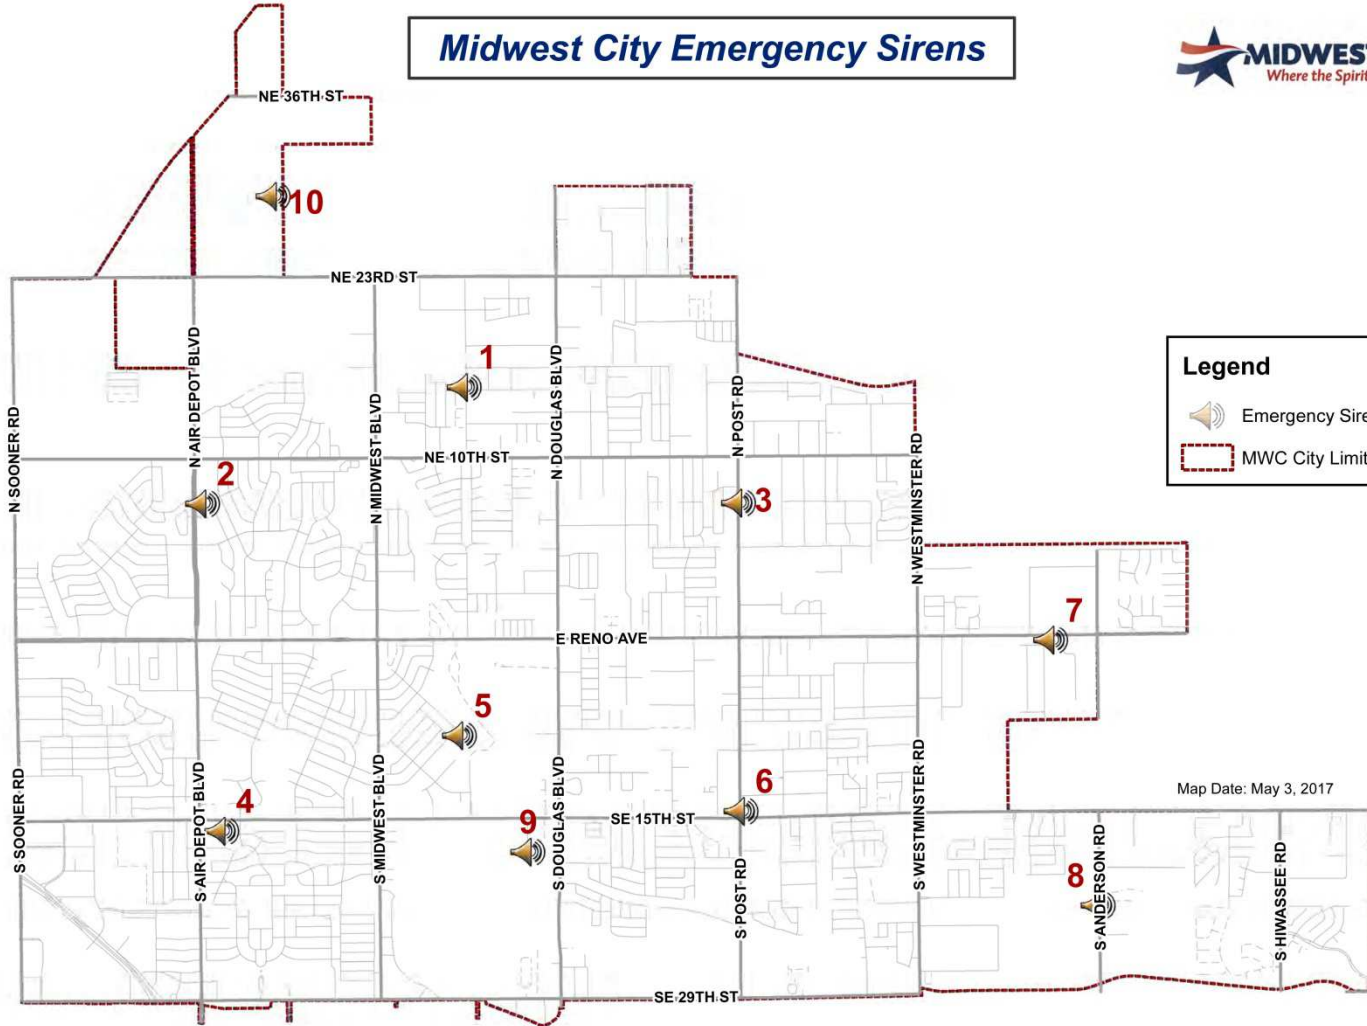 Midwest City Emergency Sirens
MIDWEST
Where the Spirit
NE 36TH ST
10
NE 23RD ST
1
N AIR DEPOT BLVD
N MIDWEST BLVD
N DOUGLAS BLVD
N POST RD
N SOONER RD
Legend
Emergency Sire
MWC City Limit
NE 10TH ST
2
3
N WESTMINSTER RD
7
E RENO AVE
5
6
Map Date: May 3, 2017
4
9
SE 15TH ST
S SOONER RD
S AIR DEPOT BLVD
S MIDWEST BLVD
S DOUGLAS BLVD
S POST RD
S WESTMINSTER RD
8
S ANDERSON RD
S HIWASSEE RD
SE 29TH ST